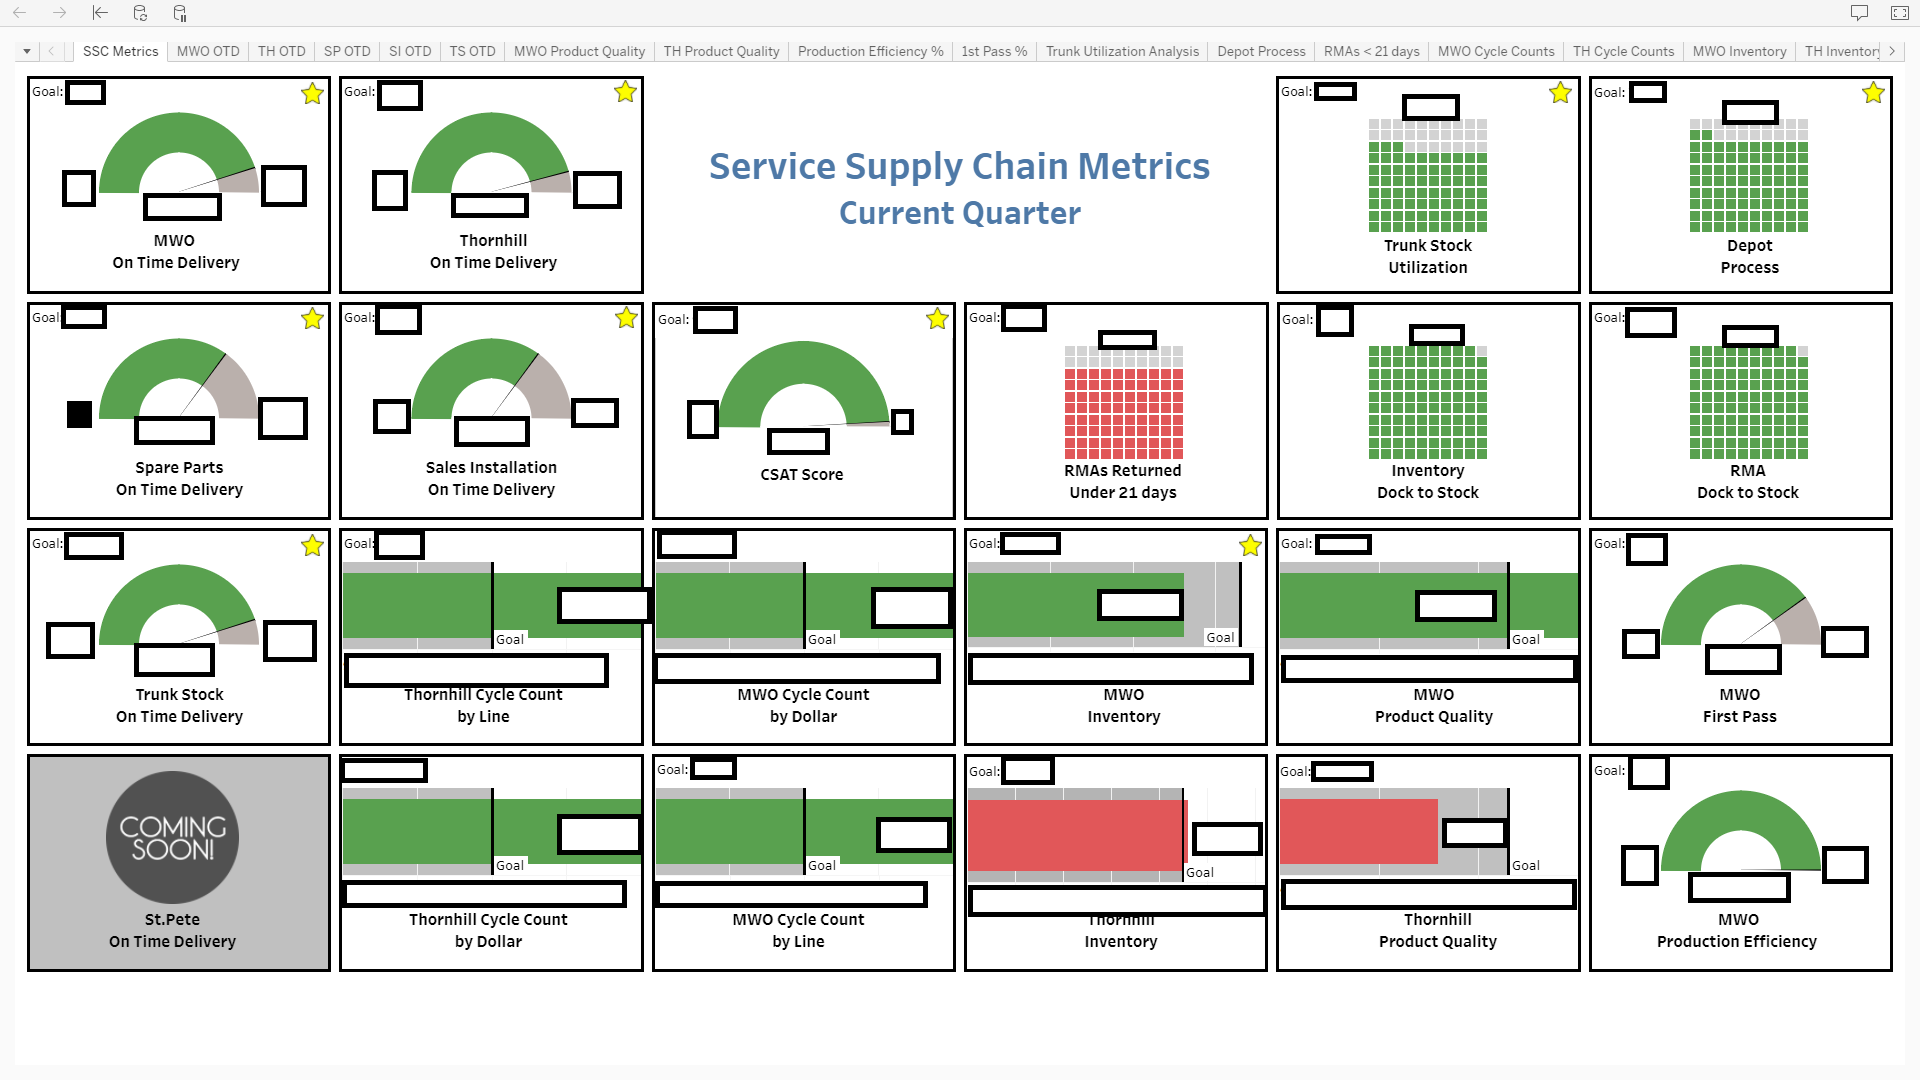 SSC Metrics
MWO OTD
TH OTD
SP OTD
SI OTD
TS OTD
MWO Product Quality
TH Product Quality
Production Efficiency %
1st Pass %
Trunk Utilization Analysis
Depot Process
RMAs < 21 days
MWO Cycle Counts
TH Cycle Counts
MWO Inventory
TH Inventory
Goal:
MWO
On Time Delivery
Goal:
Thornhill
On Time Delivery
Service Supply Chain Metrics
Current Quarter
Goal:
Trunk Stock
Utilization
Goal:
Depot
Process
Goal:
Spare Parts
On Time Delivery
Goal:
Sales Installation
On Time Delivery
Goal:
CSAT Score
Goal:
RMAs Returned
Under 21 days
Goal:
Inventory
Dock to Stock
Goal:
RMA
Dock to Stock
Goal:
Trunk Stock
On Time Delivery
Goal:
Goal
Thornhill Cycle Count
by Line
Goal
MWO Cycle Count
by Dollar
Goal:
Goal
MWO
Inventory
Goal:
Goal
MWO
Product Quality
Goal:
MWO
First Pass
COMING
SOON!
St.Pete
On Time Delivery
Goal
Thornhill Cycle Count
by Dollar
Goal:
Goal
MWO Cycle Count
by Line
Goal:
Goal
Thornhill
Inventory
Goal:
Goal
Thornhill
Product Quality
Goal:
MWO
Production Efficiency